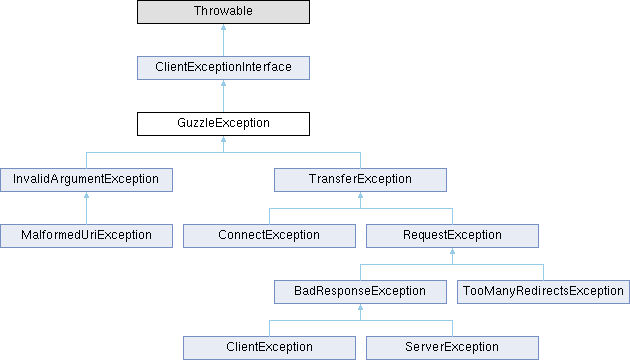 Throwable
ClientExceptionInterface
GuzzleException
InvalidArgumentException
TransferException
MalformedUriException
ConnectException
RequestException
BadResponseException
TooManyRedirectsException
ClientException
ServerException